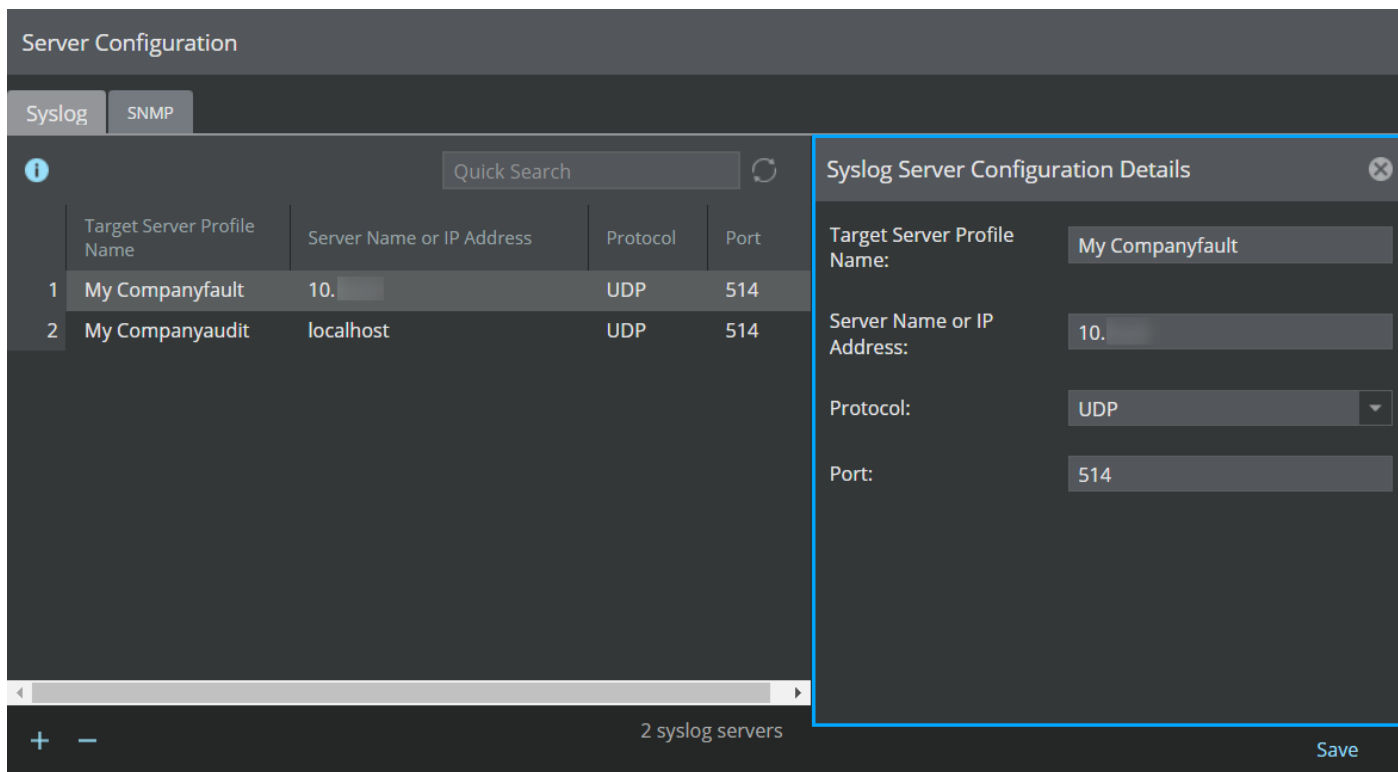 Server Configuration
Syslog SNMP
Quick Search
Target Server Profile
Name
Server Name or IP Address
Protocol
Port
1 My Companyfault 10. UDP 514
2 My Companyaudit localhost UDP 514
2 syslog servers
Syslog Server Configuration Details
Target Server Profile
Name:
My Companyfault
Server Name or IP
Address:
10.
Protocol:
UDP
Port:
514
Save